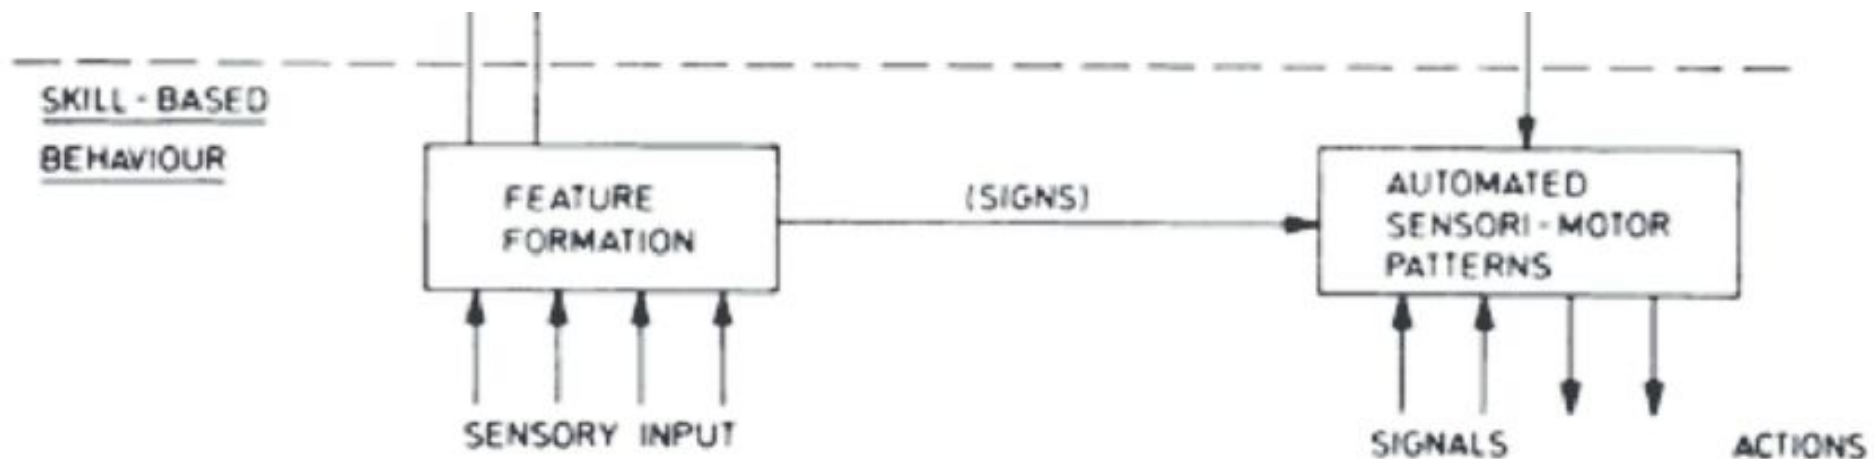 SKILL - BASED
BEHAVIOUR
FEATURE
FORMATION
(SIGNS)
AUTOMATED
SENSORI - MOTOR
PATTERNS
SENSORY INPUT
SIGNALS
ACTIONS